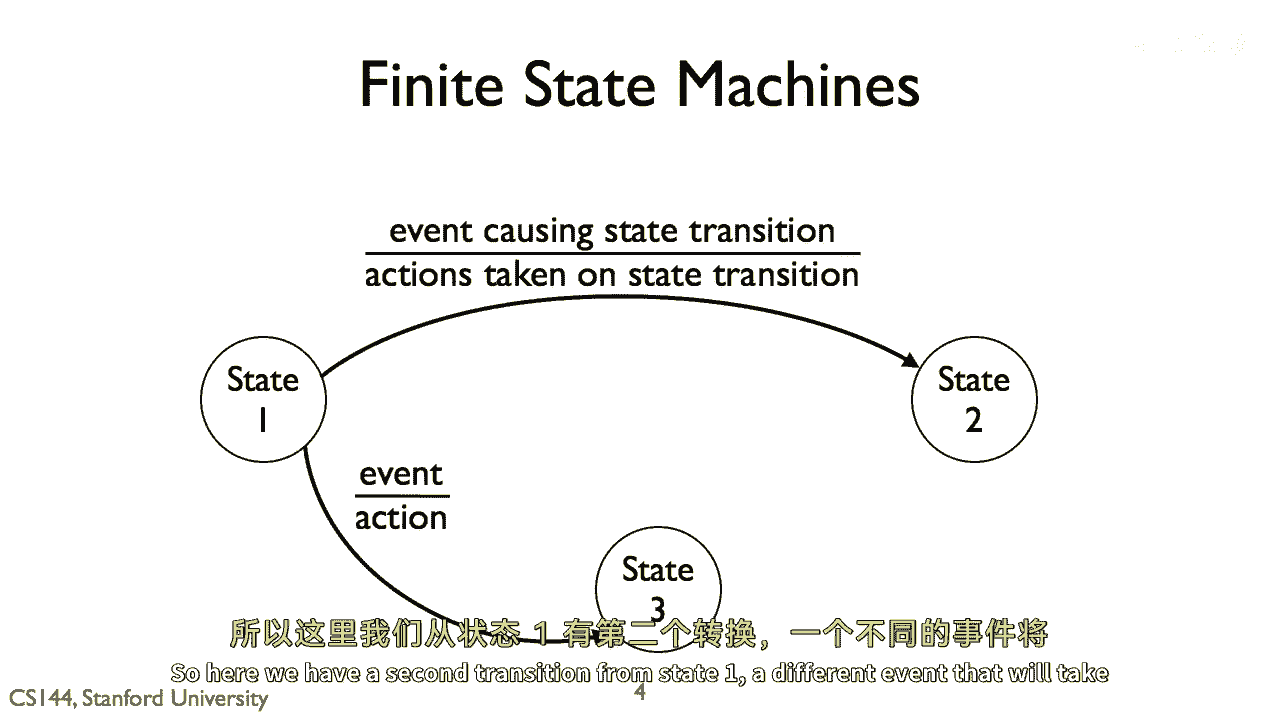 Finite State Machines
event causing state transition
actions taken on state transition
State
1
State
2
event
action
State
3
所以这里我们从状态 1 有第二个转换，一个不同的事件将
So here we have a second transition from state 1, a different event that will take
CS144, Stanford University
4